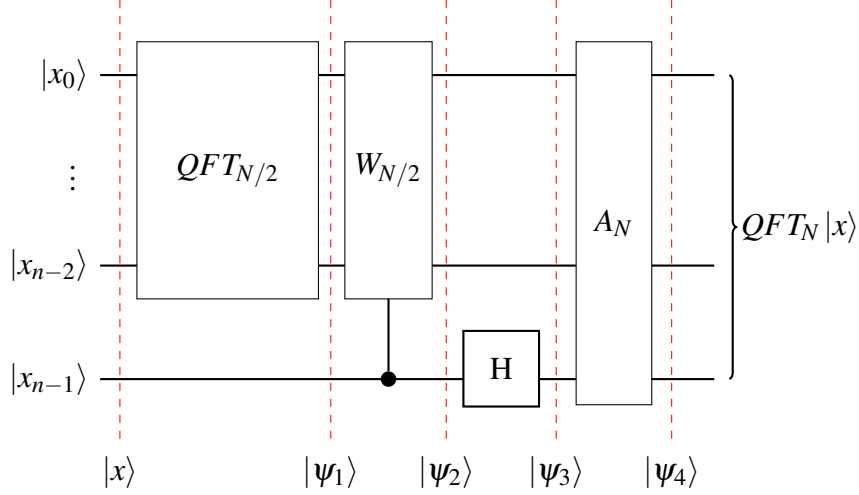 |x₀⟩
⋮
|xₙ₋₂⟩
|xₙ₋₁⟩
QFT_{N/2}
W_{N/2}
H
A_N
QFT_N |x⟩
|x⟩ |ψ₁⟩ |ψ₂⟩ |ψ₃⟩ |ψ₄⟩